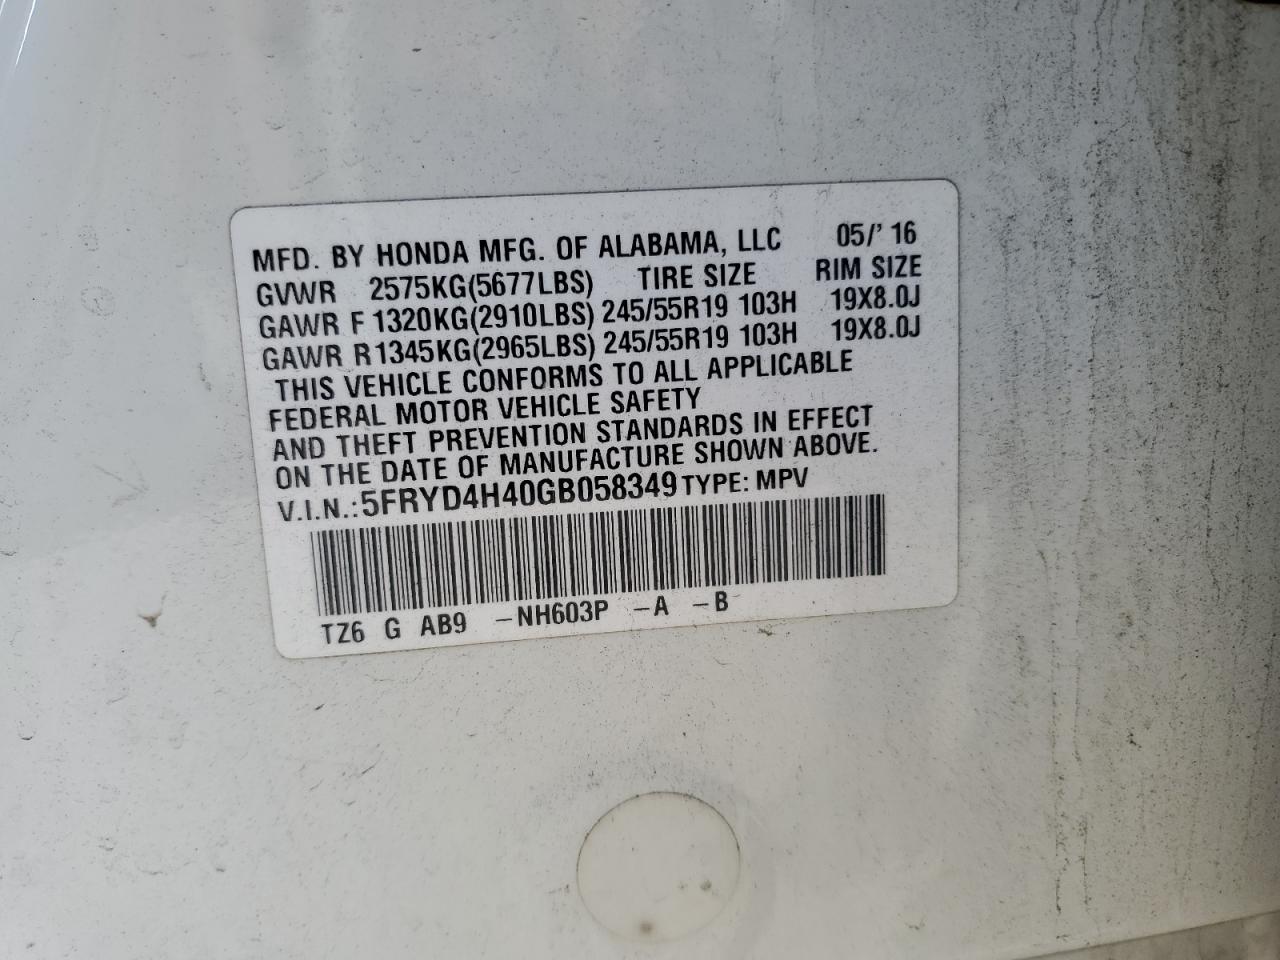 MFD. BY HONDA MFG. OF ALABAMA, LLC 05/' 16
GVWR 2575KG(5677LBS) TIRE SIZE RIM SIZE
GAWR F 1320KG(2910LBS) 245/55R19 103H 19X8.0J
GAWR R 1345KG(2965LBS) 245/55R19 103H 19X8.0J
THIS VEHICLE CONFORMS TO ALL APPLICABLE
FEDERAL MOTOR VEHICLE SAFETY
AND THEFT PREVENTION STANDARDS IN EFFECT
ON THE DATE OF MANUFACTURE SHOWN ABOVE.
V.I.N.: 5FRYD4H40GB058349 TYPE: MPV
TZ6 G AB9 -NH603P -A -B